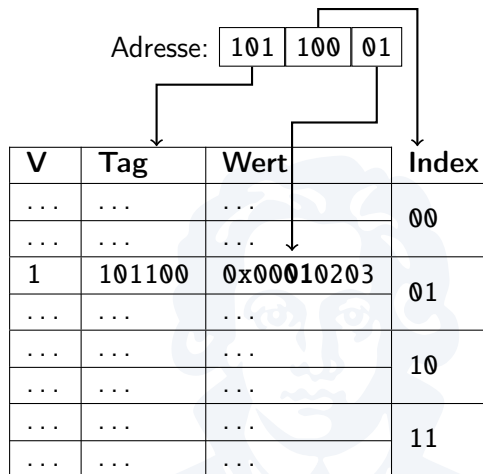 Adresse: 101 100 01
V Tag Wert Index
... ... ... 00
... ... ...
1 101100 0x00010203 01
... ... ...
... ... ... 10
... ... ...
... ... ... 11
... ... ...